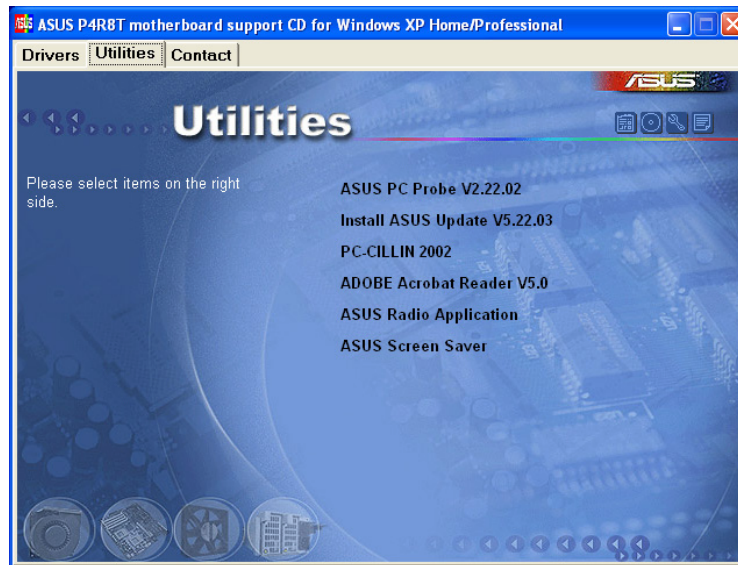 ASUS P4R8T motherboard support CD for Windows XP Home/Professional
Drivers Utilities Contact
ASUS
Utilities
Please select items on the right
side.
ASUS PC Probe V2.22.02
Install ASUS Update V5.22.03
PC-CILLIN 2002
ADOBE Acrobat Reader V5.0
ASUS Radio Application
ASUS Screen Saver